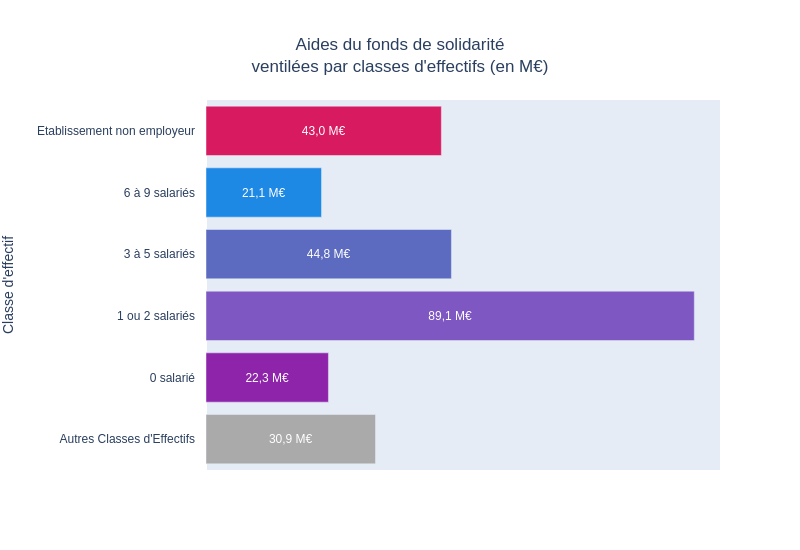 Aides du fonds de solidarité
ventilées par classes d'effectifs (en M€)
Classe d'effectif
Etablissement non employeur
43,0 M€
6 à 9 salariés
21,1 M€
3 à 5 salariés
44,8 M€
1 ou 2 salariés
89,1 M€
0 salarié
22,3 M€
Autres Classes d'Effectifs
30,9 M€